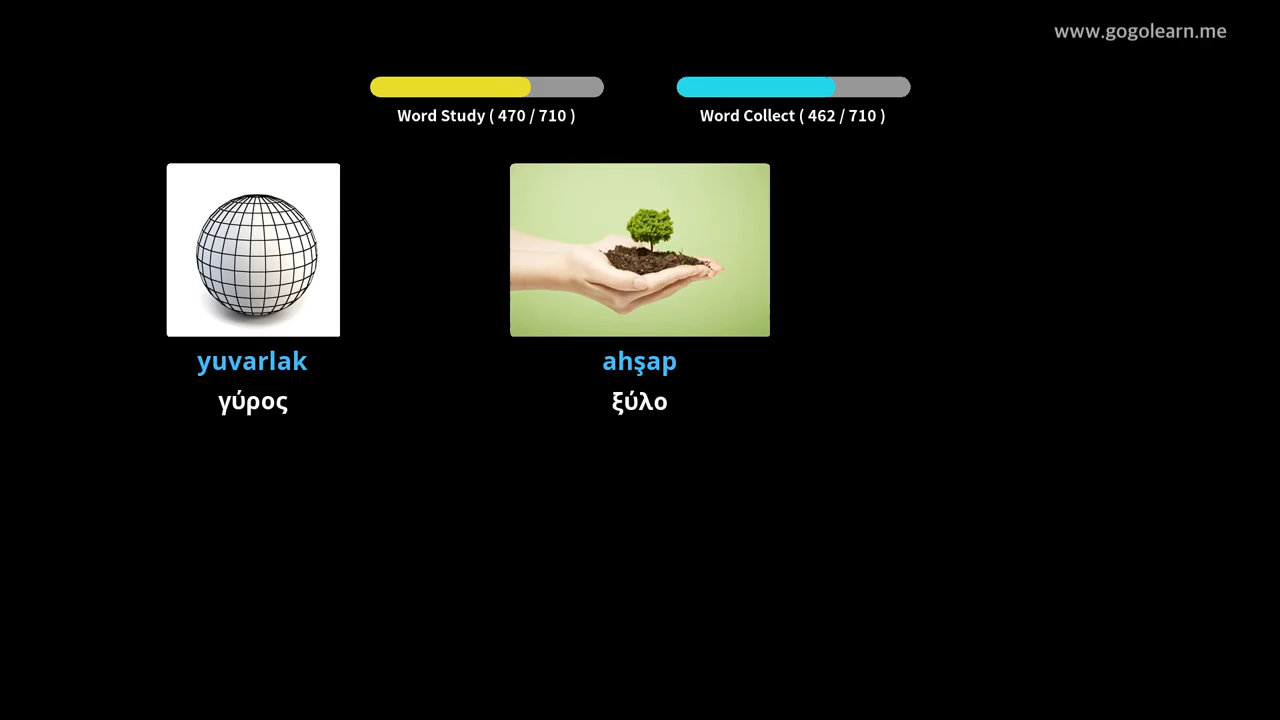 www.gogolearn.me
Word Study ( 470 / 710 )
Word Collect ( 462 / 710 )
yuvarlak
γύρος
ahşap
ξύλο